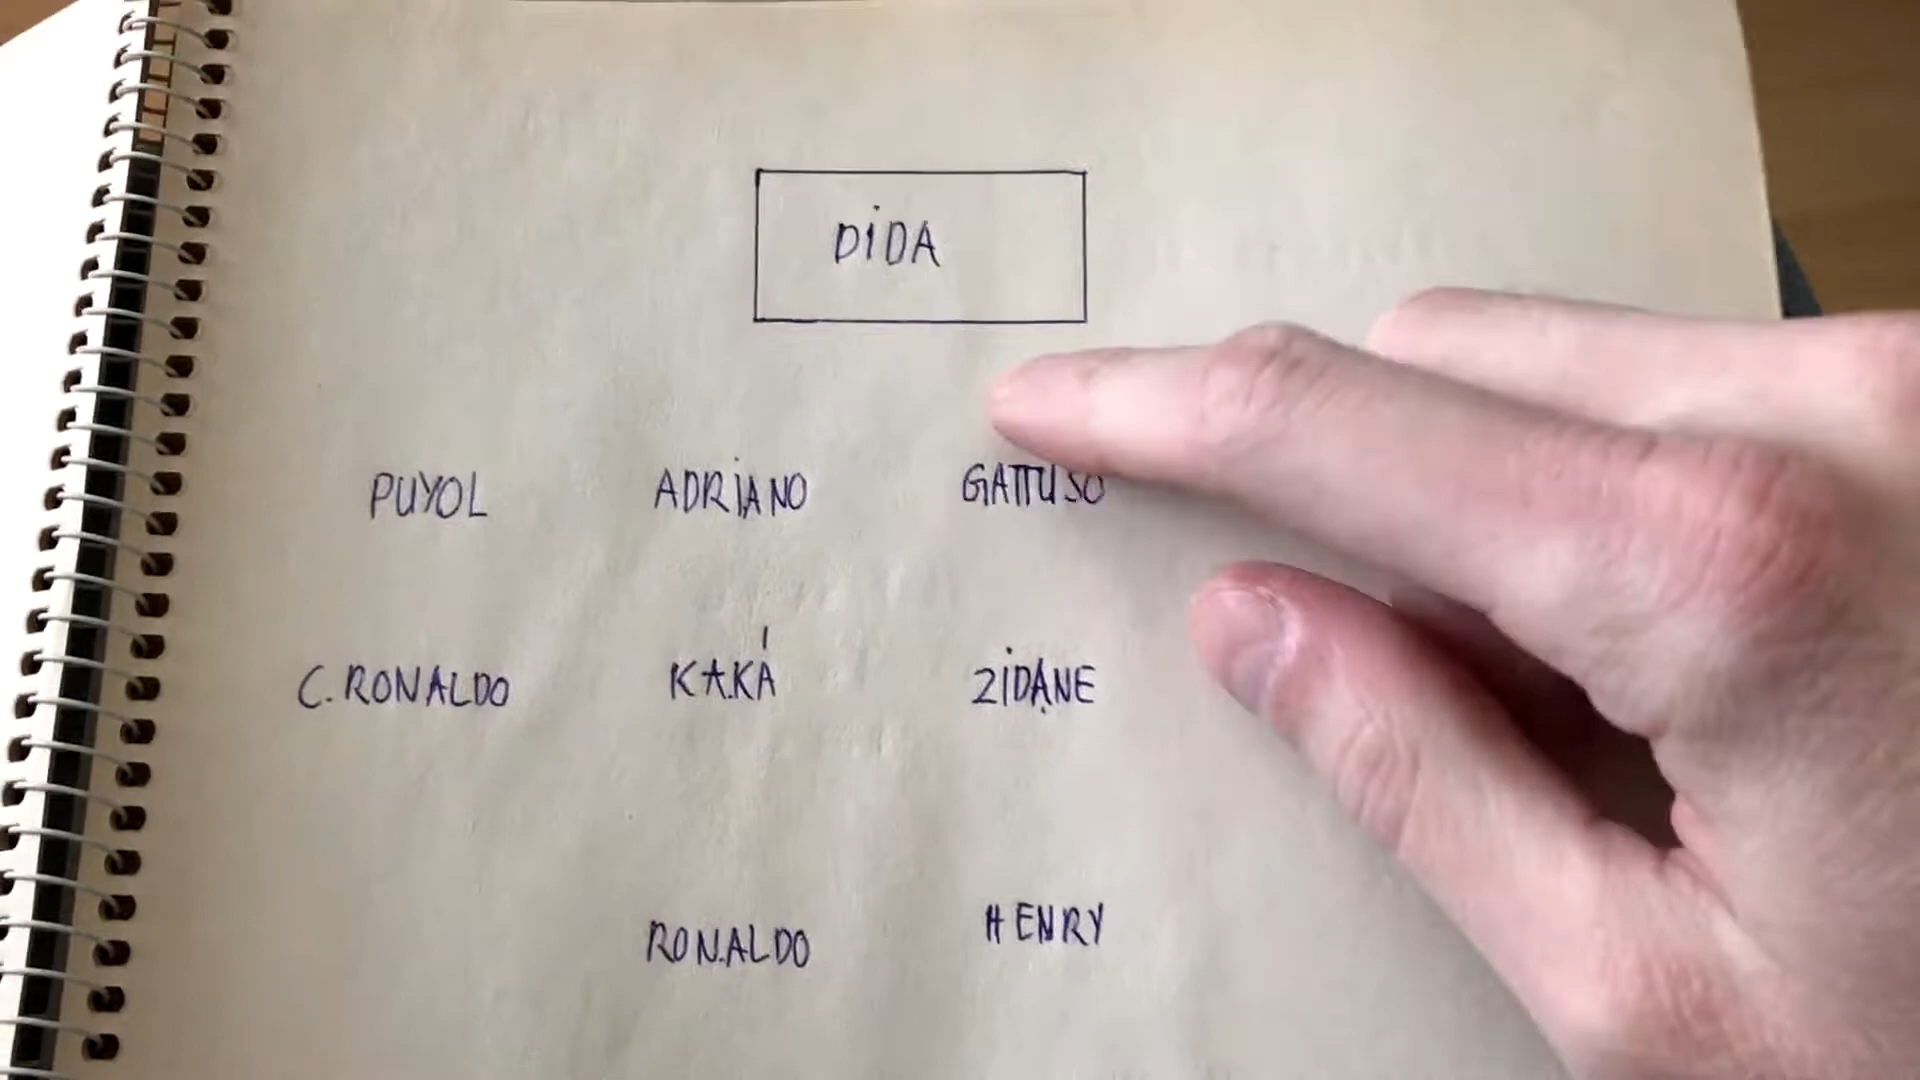 DiDA
PUYOL ADRiANO GATTUSO
C. RONALDO KAKÁ ZiDANE
RONALDO HENRY